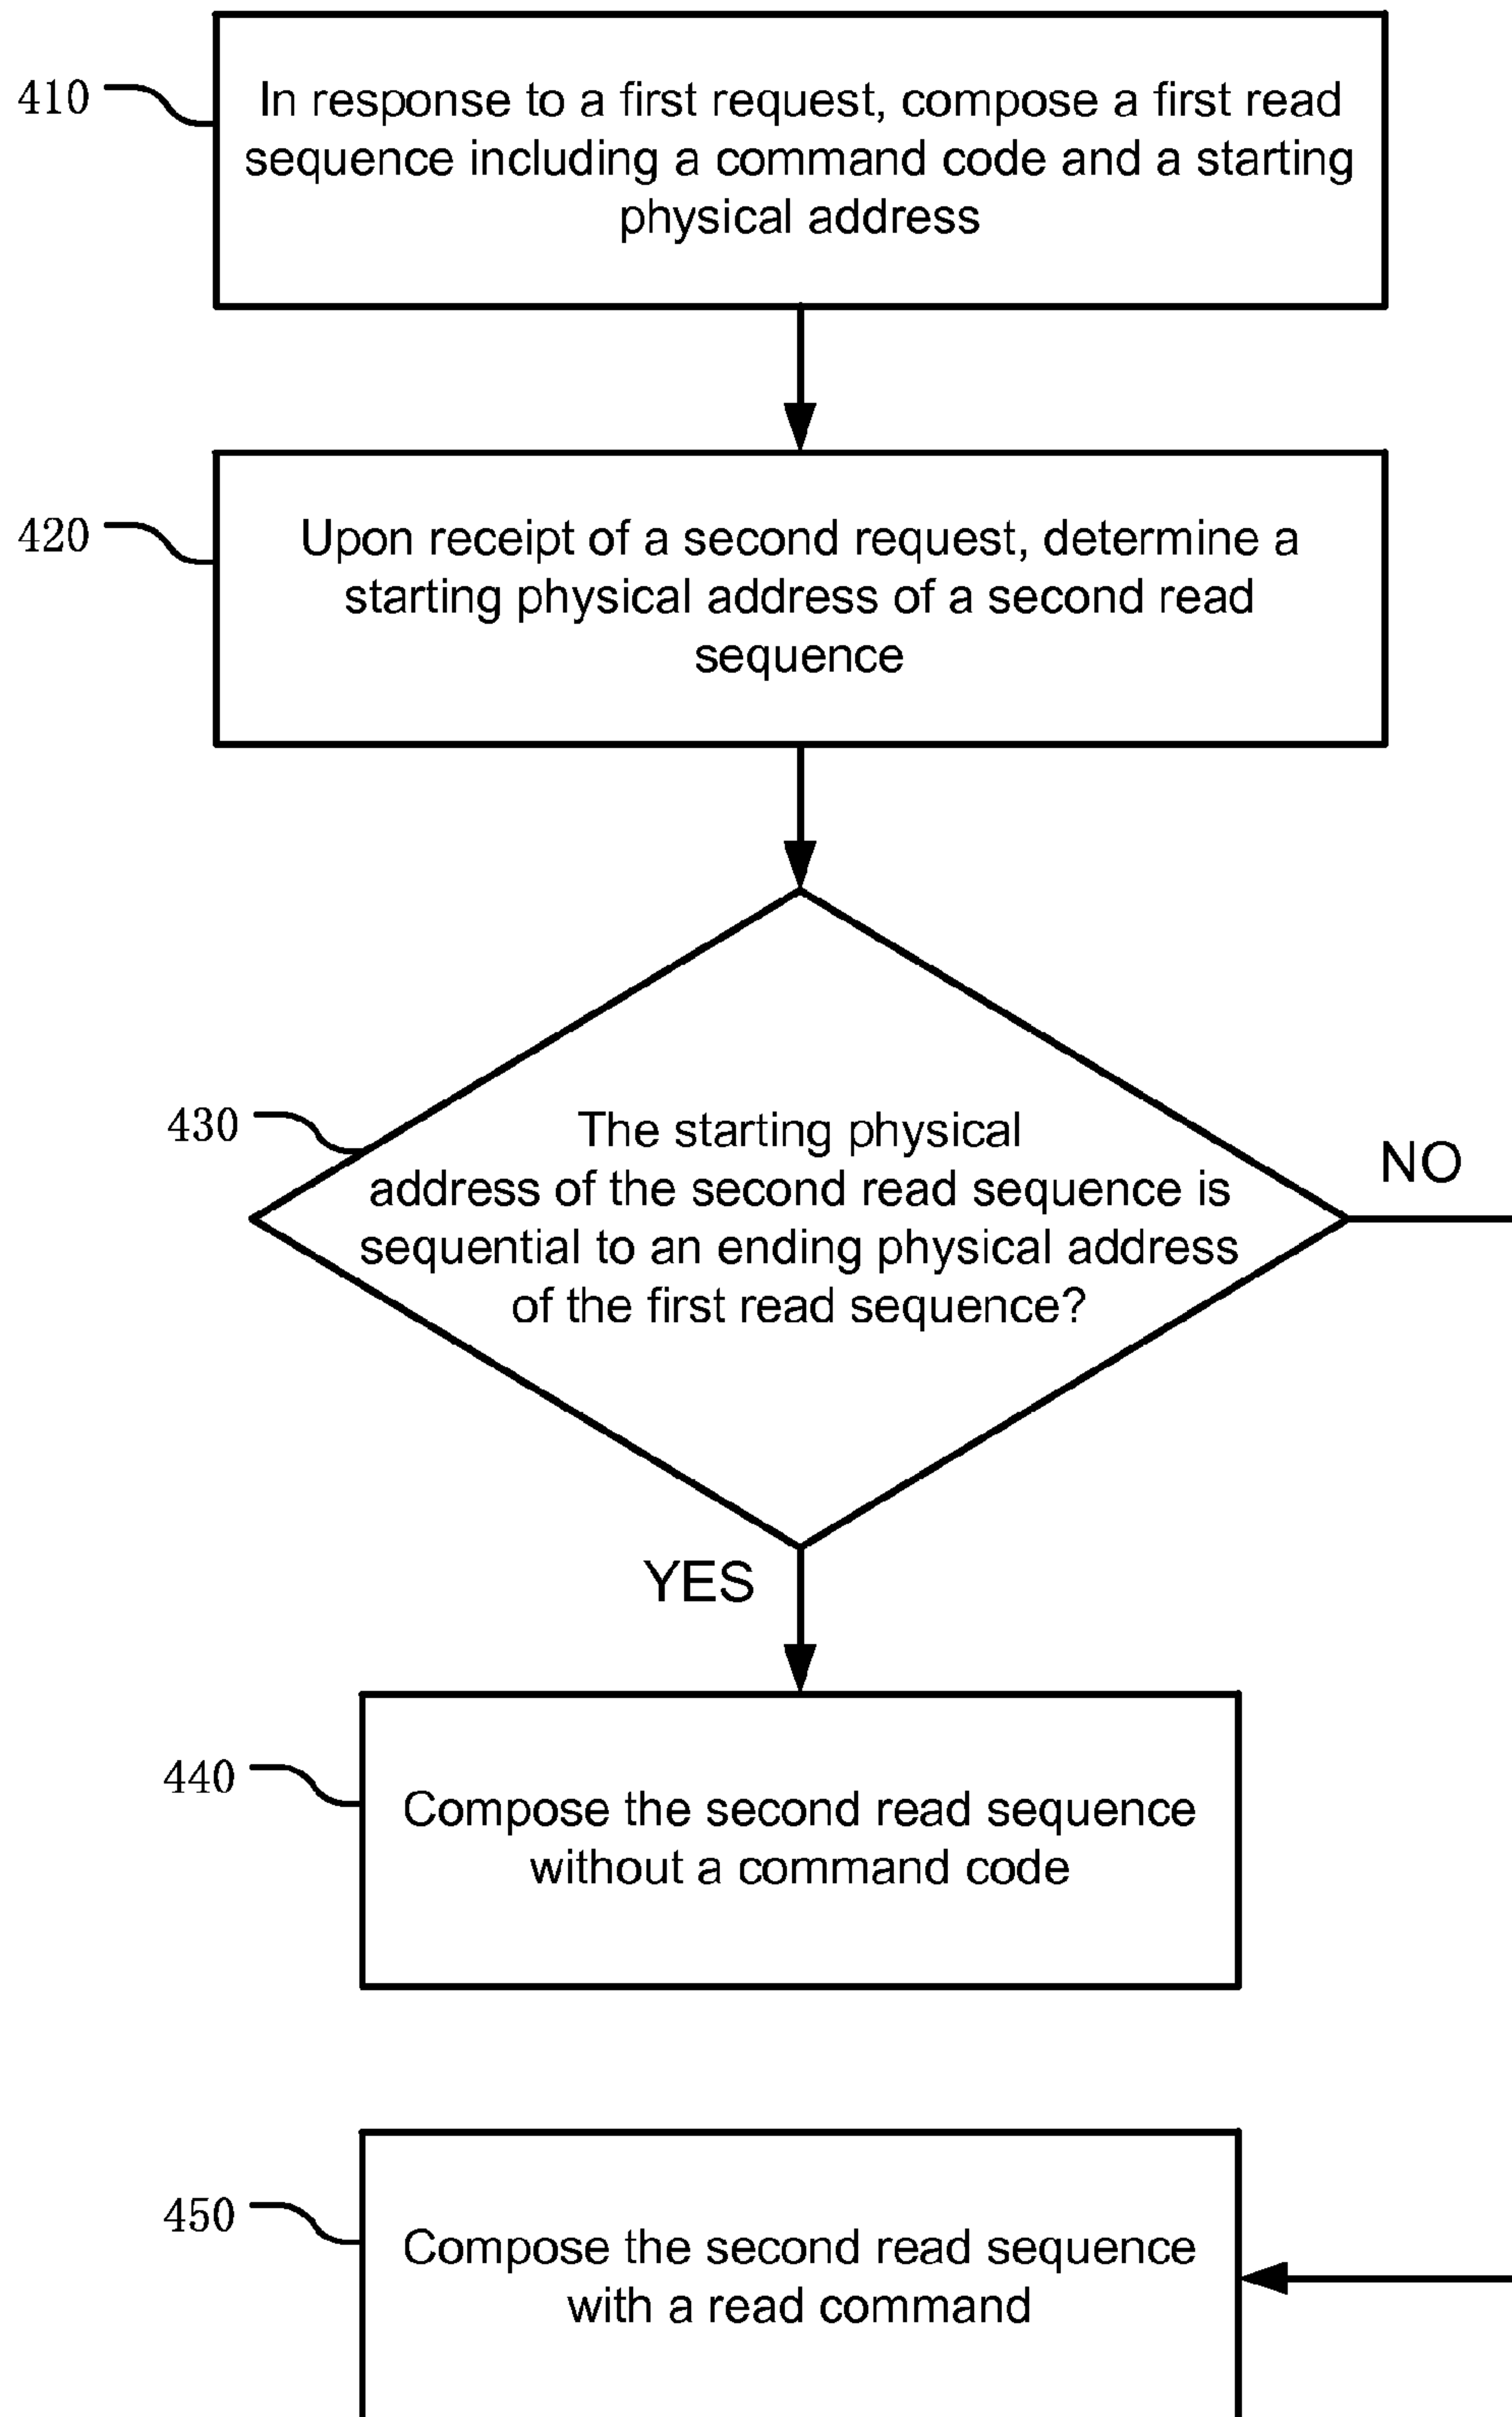 410
In response to a first request, compose a first read
sequence including a command code and a starting
physical address
420
Upon receipt of a second request, determine a
starting physical address of a second read
sequence
430
The starting physical
address of the second read sequence is
sequential to an ending physical address
of the first read sequence?
NO
YES
440
Compose the second read sequence
without a command code
450
Compose the second read sequence
with a read command